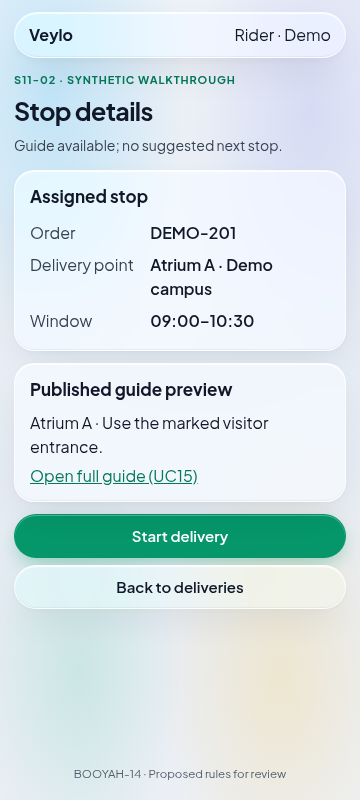 Veylo
Rider · Demo
S11-02 · SYNTHETIC WALKTHROUGH
Stop details
Guide available; no suggested next stop.
Assigned stop
Order DEMO-201
Delivery point Atrium A · Demo
campus
Window 09:00–10:30
Published guide preview
Atrium A · Use the marked visitor
entrance.
Open full guide (UC15)
Start delivery
Back to deliveries
BOOYAH-14 · Proposed rules for review